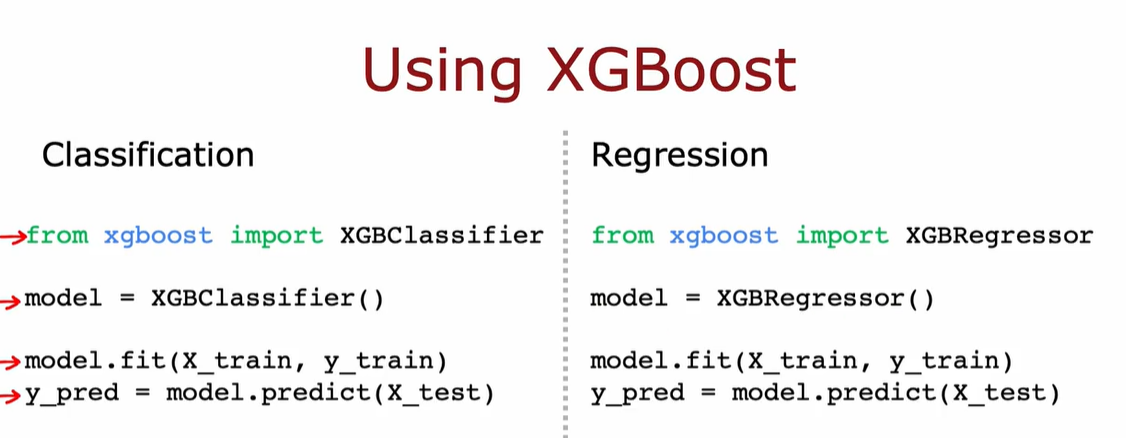 Using XGBoost
Classification
from xgboost import XGBClassifier
model = XGBClassifier()
model.fit(X_train, y_train)
y_pred = model.predict(X_test)
Regression
from xgboost import XGBRegressor
model = XGBRegressor()
model.fit(X_train, y_train)
y_pred = model.predict(X_test)